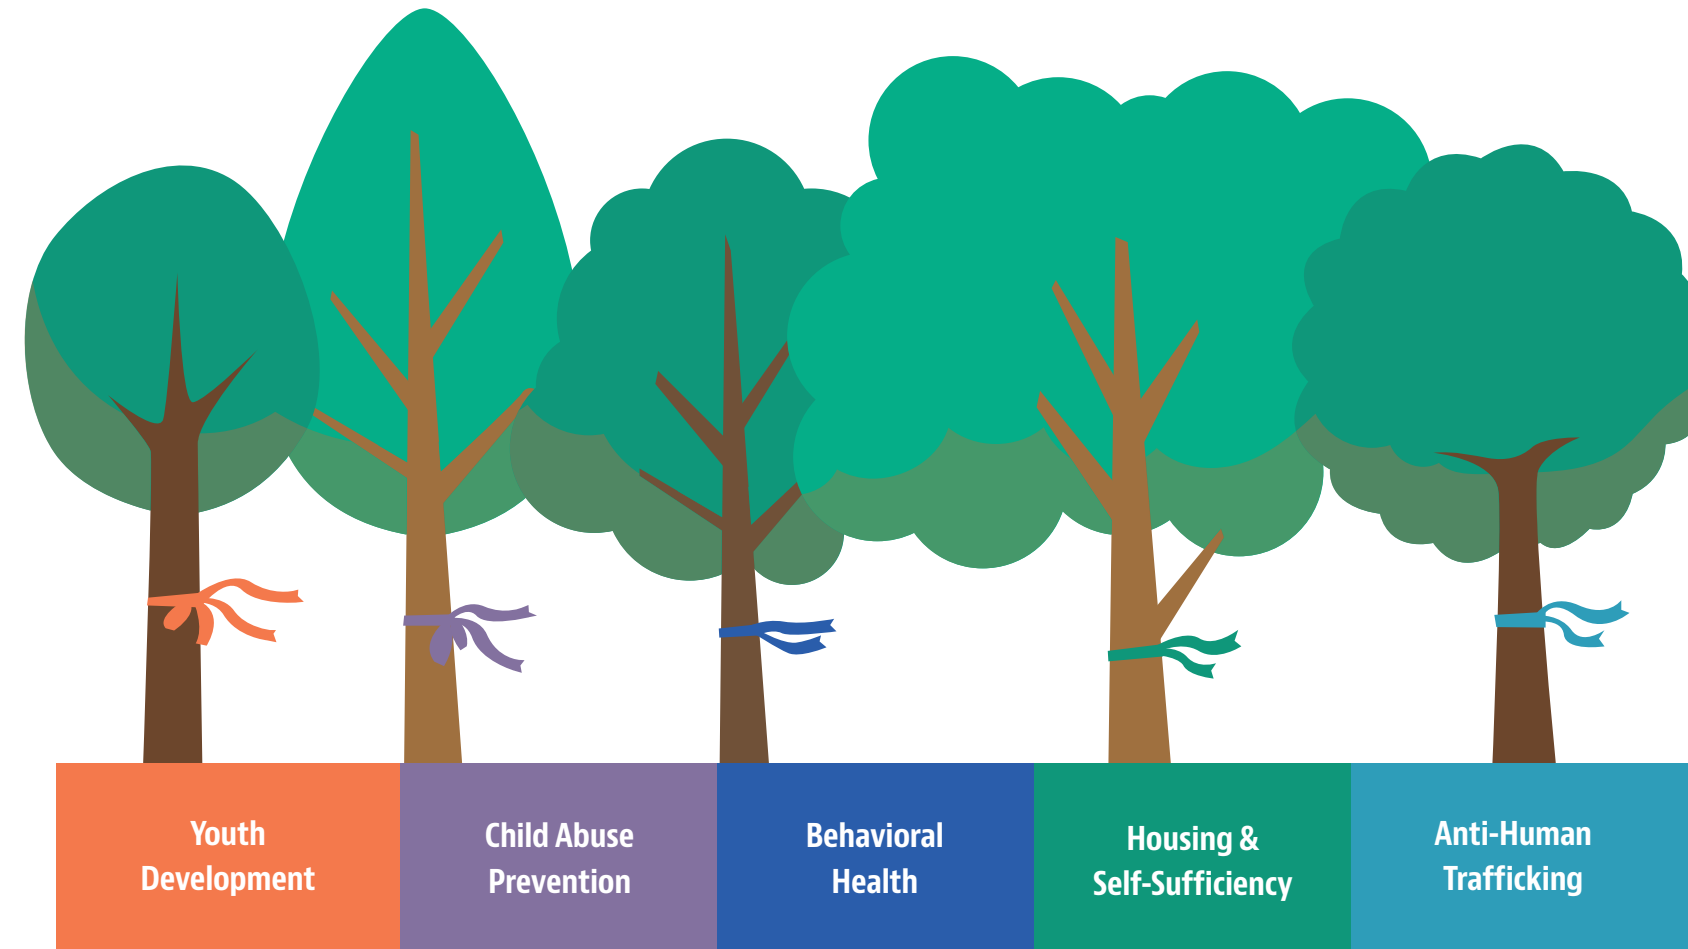 Youth
Development
Child Abuse
Prevention
Behavioral
Health
Housing &
Self-Sufficiency
Anti-Human
Trafficking